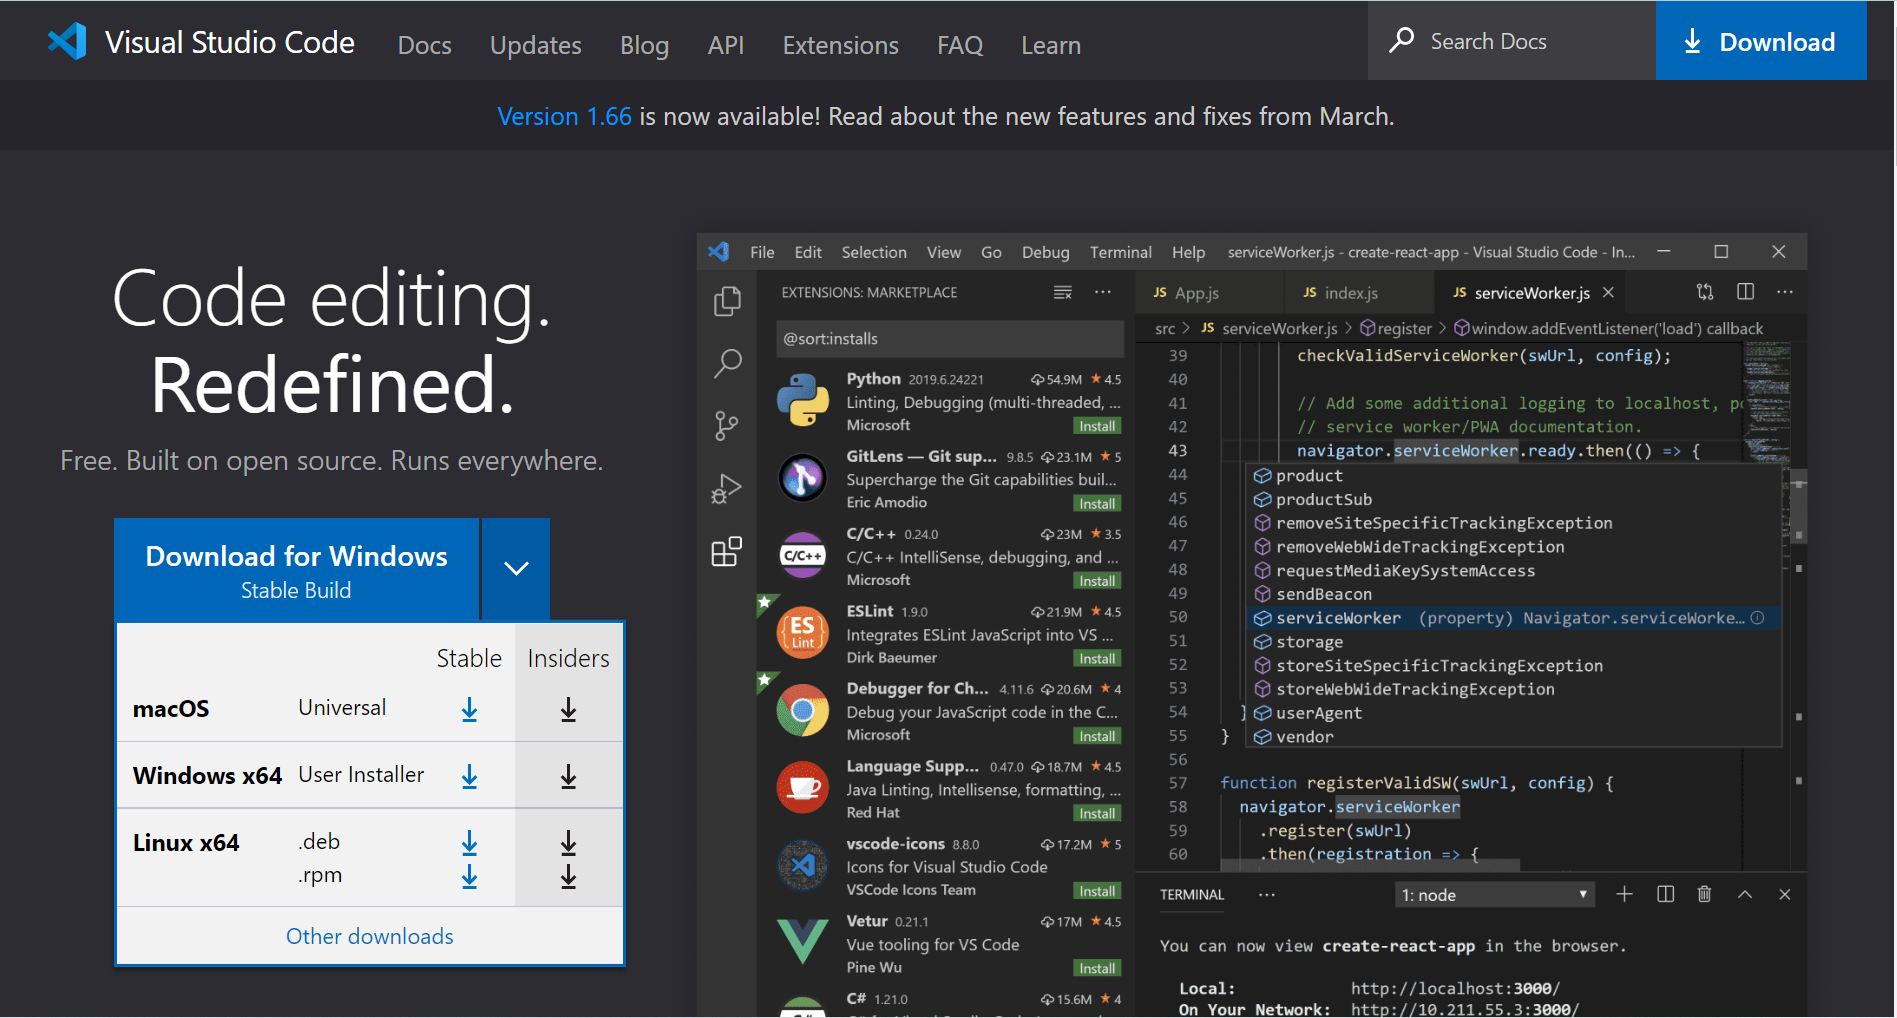 Visual Studio Code Docs Updates Blog API Extensions FAQ Learn Search Docs Download
Version 1.66 is now available! Read about the new features and fixes from March.
Code editing.
Redefined.
Free. Built on open source. Runs everywhere.
Download for Windows
Stable Build
Stable Insiders
macOS Universal
Windows x64 User Installer
Linux x64 .deb
.rpm
Other downloads
File Edit Selection View Go Debug Terminal Help serviceWorker.js - create-react-app - Visual Studio Code - In...
EXTENSIONS: MARKETPLACE ...
@sort:installs
Python 2019.6.24221 54.9M ★ 4.5
Linting, Debugging (multi-threaded, ...
Microsoft Install
GitLens — Git sup... 9.8.5 23.1M ★ 5
Supercharge the Git capabilities buil...
Eric Amodio Install
C/C++
C/C++ 0.24.0 23M ★ 3.5
C/C++ IntelliSense, debugging, and ...
Microsoft Install
ES
Lint
ESLint 1.9.0 21.9M ★ 4.5
Integrates ESLint JavaScript into VS ...
Dirk Baeumer Install
Debugger for Ch... 4.11.6 20.6M ★ 4
Debug your JavaScript code in the C...
Microsoft Install
Language Supp... 0.47.0 18.7M ★ 4.5
Java Linting, Intellisense, formatting, ...
Red Hat Install
vscode-icons 8.8.0 17.2M ★ 5
Icons for Visual Studio Code
VSCode Icons Team Install
Vetur 0.21.1 17M ★ 4.5
Vue tooling for VS Code
Pine Wu Install
C# 1.21.0 15.6M ★ 4
JS App.js JS index.js JS serviceWorker.js
src > JS serviceWorker.js > register > window.addEventListener('load') callback
39 checkValidServiceWorker(swUrl, config);
40
41 // Add some additional logging to localhost, po
42 // service worker/PWA documentation.
43 navigator.serviceWorker.ready.then(() => {
44 product
45 productSub
46 removeSiteSpecificTrackingException
47 removeWebWideTrackingException
48 requestMediaKeySystemAccess
49 sendBeacon
50 serviceWorker (property) Navigator.serviceWorke...
51 storage
52 storeSiteSpecificTrackingException
53 storeWebWideTrackingException
54 } userAgent
55 } vendor
56
57 function registerValidSW(swUrl, config) {
58 navigator.serviceWorker
59 .register(swUrl)
60 .then(registration => {
TERMINAL ... 1: node
You can now view create-react-app in the browser.
Local: http://localhost:3000/
On Your Network: http://10.211.55.3:3000/